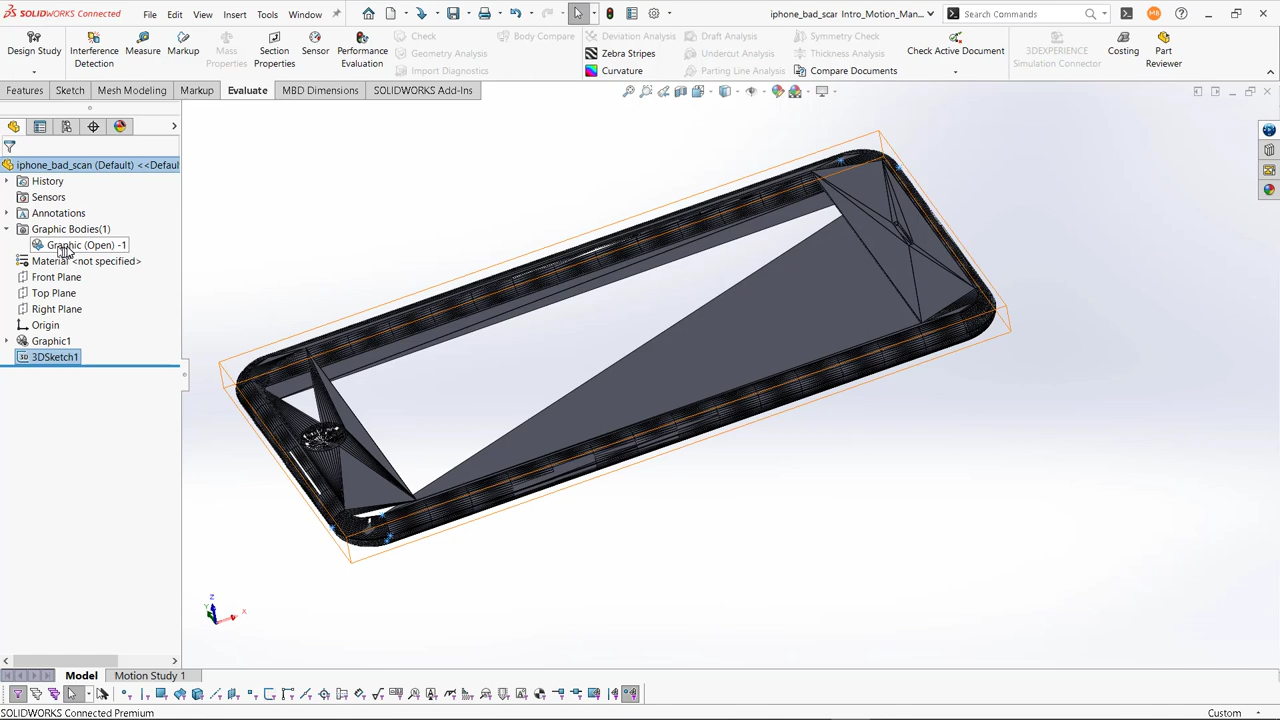 SOLIDWORKS Connected
File
Edit
View
Insert
Tools
Window
iphone_bad_scar Intro_Motion_Man...
Search Commands
MB
Design Study
Interference Detection
Measure
Markup
Mass Properties
Section Properties
Sensor
Performance Evaluation
Check
Geometry Analysis
Import Diagnostics
Body Compare
Deviation Analysis
Zebra Stripes
Curvature
Draft Analysis
Undercut Analysis
Parting Line Analysis
Symmetry Check
Thickness Analysis
Compare Documents
Check Active Document
3DEXPERIENCE Simulation Connector
Costing
Part Reviewer
Features
Sketch
Mesh Modeling
Markup
Evaluate
MBD Dimensions
SOLIDWORKS Add-Ins
iphone_bad_scan (Default) <<Defaul
History
Sensors
Annotations
Graphic Bodies(1)
Graphic (Open) -1
Material <not specified>
Front Plane
Top Plane
Right Plane
Origin
Graphic1
3DSketch1
Z
Y
X
Model
Motion Study 1
SOLIDWORKS Connected Premium
Custom